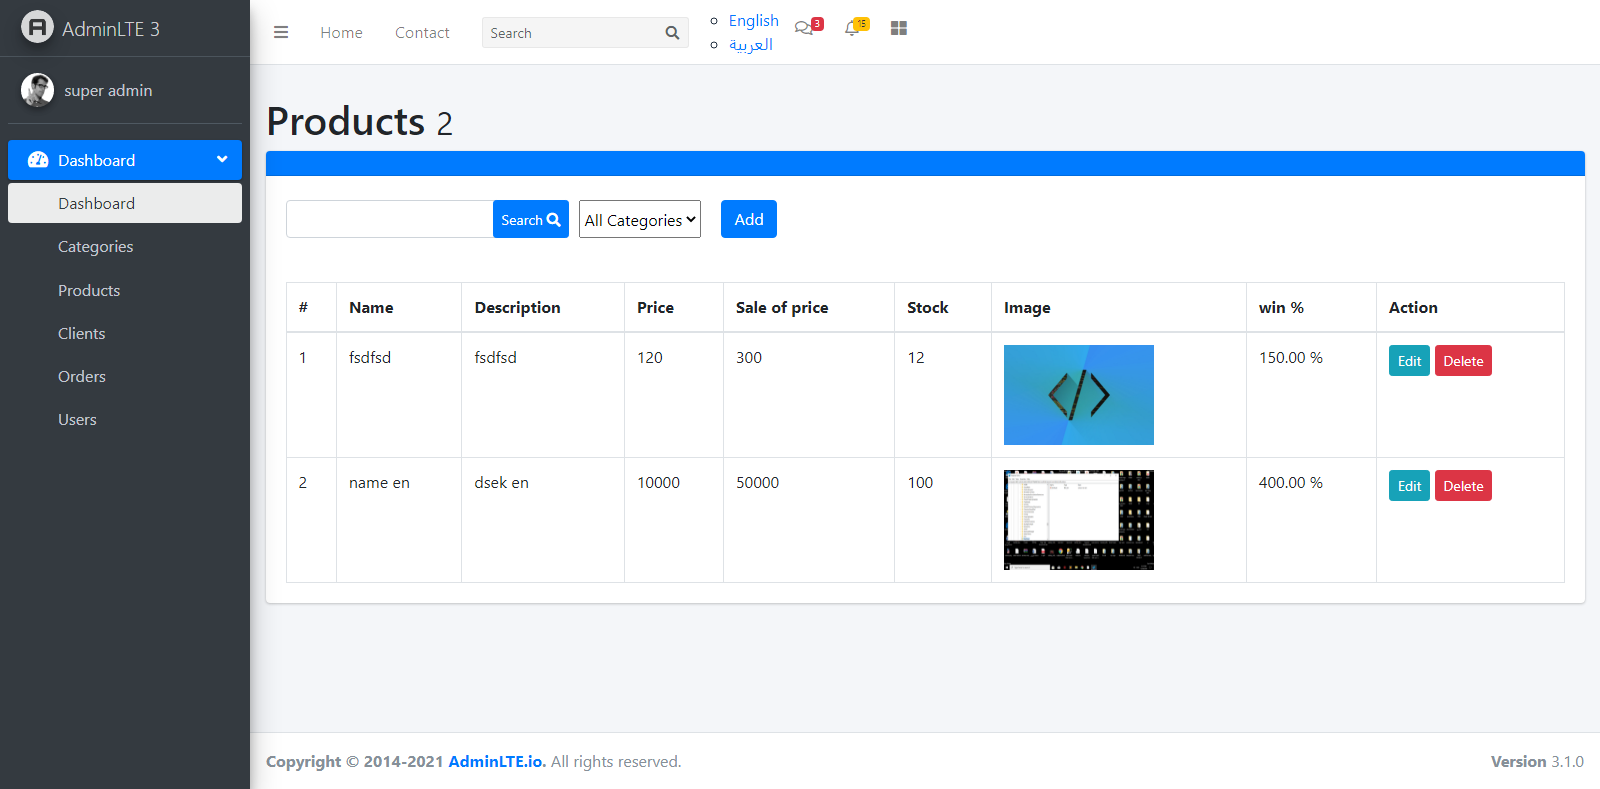 AdminLTE 3
super admin
Dashboard
Dashboard
Categories
Products
Clients
Orders
Users
Home
Contact
Search
English
العربية
3
15
Products 2
Search
All Categories
Add
# Name Description Price Sale of price Stock Image win % Action
1 fsdfsd fsdfsd 120 300 12 150.00 % Edit Delete
2 name en dsek en 10000 50000 100 400.00 % Edit Delete
Copyright © 2014-2021 AdminLTE.io. All rights reserved.
Version 3.1.0